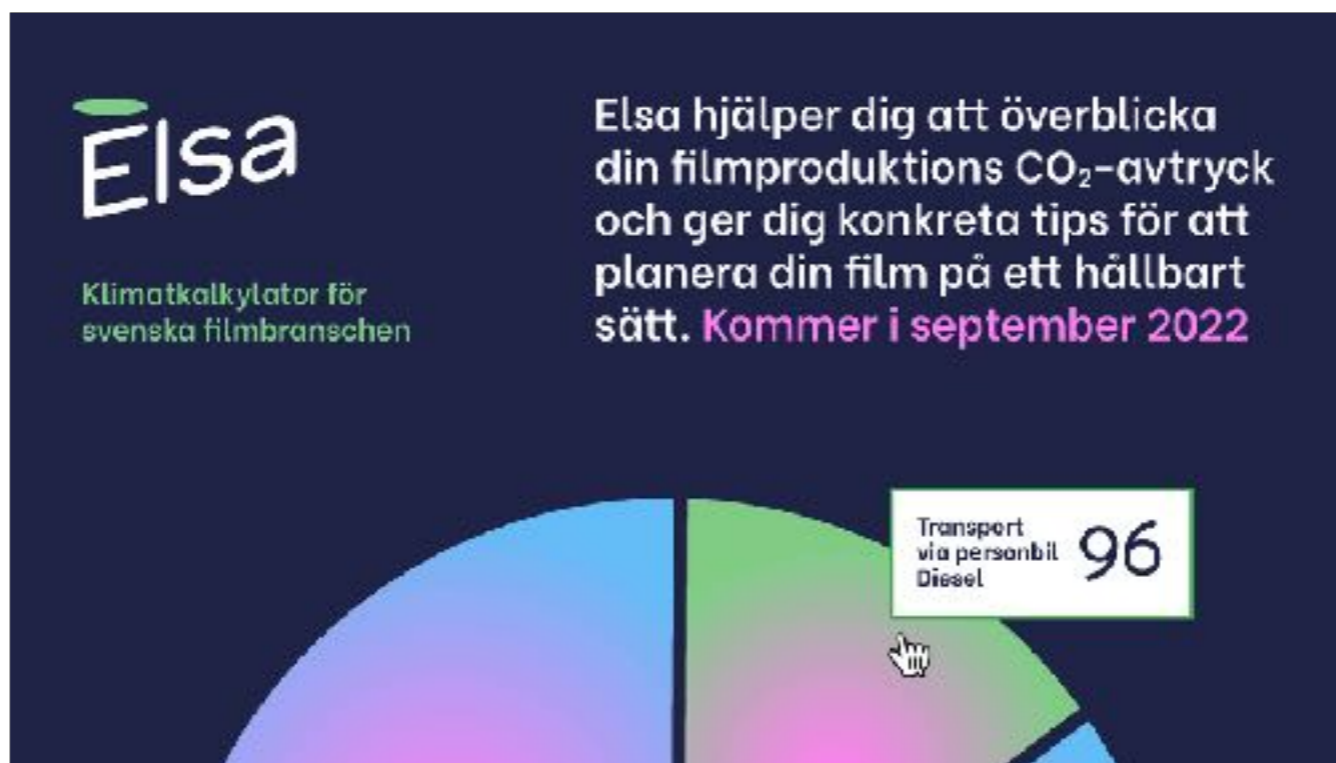 Elsa
Klimatkalkylator för
svenska filmbranschen
Elsa hjälper dig att överblicka
din filmproduktions CO₂-avtryck
och ger dig konkreta tips för att
planera din film på ett hållbart
sätt. Kommer i september 2022
Transport
via personbil
Diesel
96